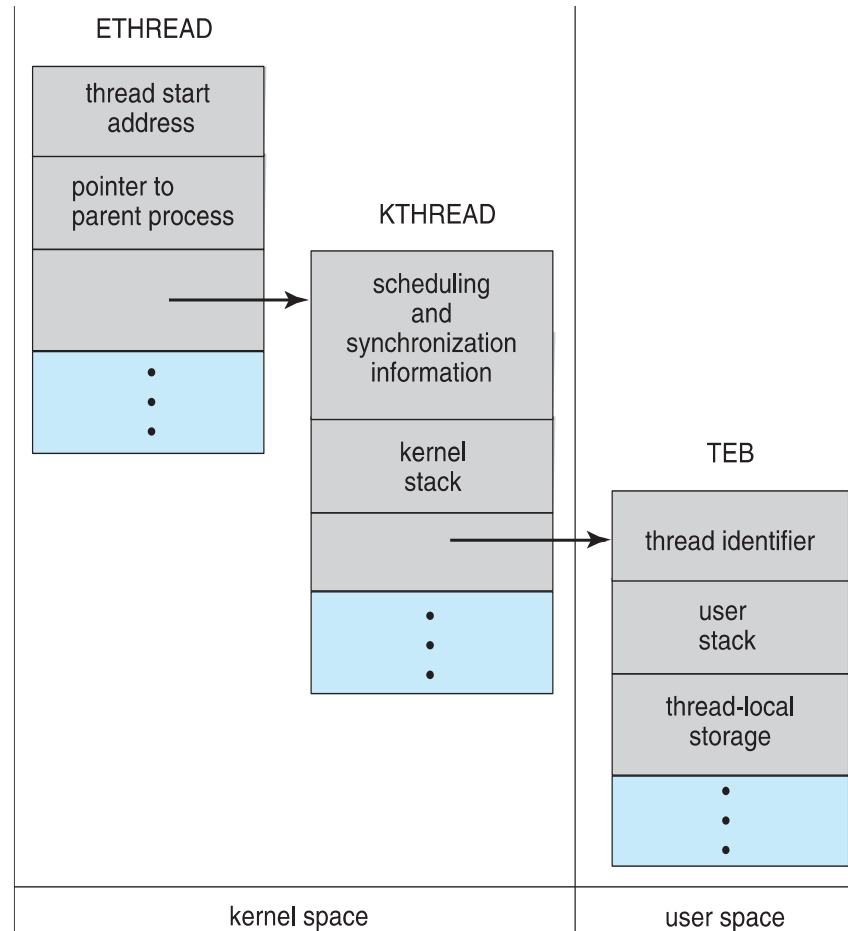 ETHREAD
thread start
address
pointer to
parent process
KTHREAD
scheduling
and
synchronization
information
kernel
stack
TEB
thread identifier
user
stack
thread-local
storage
kernel space
user space